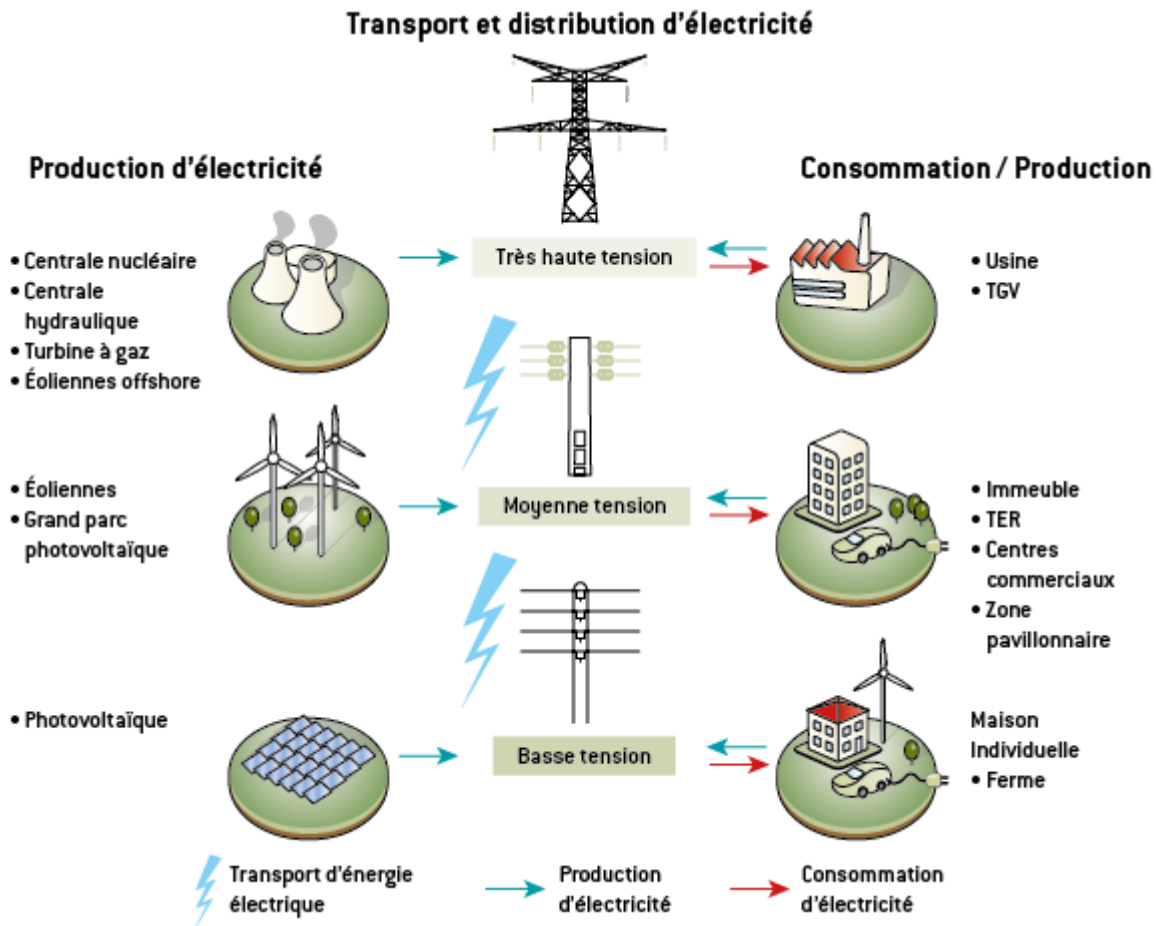 Transport et distribution d'électricité
Production d'électricité
Consommation / Production
• Centrale nucléaire
• Centrale
hydraulique
• Turbine à gaz
• Éoliennes offshore
Très haute tension
• Usine
• TGV
• Éoliennes
• Grand parc
photovoltaïque
Moyenne tension
• Immeuble
• TER
• Centres
commerciaux
• Zone
pavillonnaire
• Photovoltaïque
Basse tension
Maison
Individuelle
• Ferme
Transport d'énergie
électrique
Production
d'électricité
Consommation
d'électricité